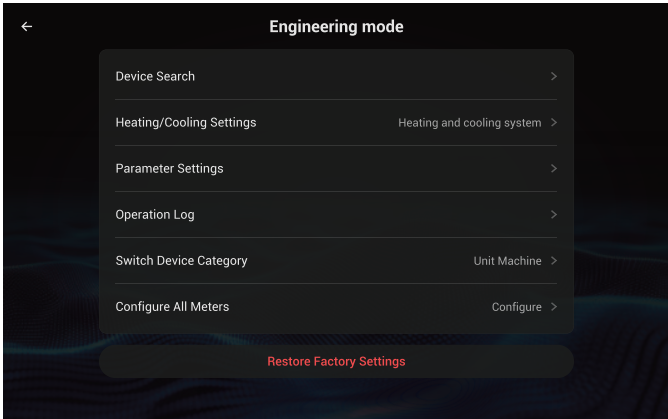 Engineering mode
Device Search
Heating/Cooling Settings Heating and cooling system
Parameter Settings
Operation Log
Switch Device Category Unit Machine
Configure All Meters Configure
Restore Factory Settings